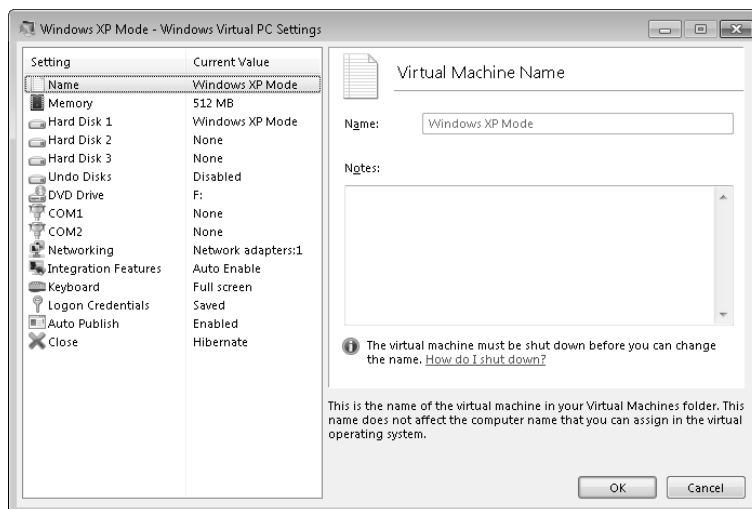 Windows XP Mode - Windows Virtual PC Settings
Setting Current Value
Name Windows XP Mode
Memory 512 MB
Hard Disk 1 Windows XP Mode
Hard Disk 2 None
Hard Disk 3 None
Undo Disks Disabled
DVD Drive F:
COM1 None
COM2 None
Networking Network adapters:1
Integration Features Auto Enable
Keyboard Full screen
Logon Credentials Saved
Auto Publish Enabled
Close Hibernate
Virtual Machine Name
Name: Windows XP Mode
Notes:
The virtual machine must be shut down before you can change
the name. How do I shut down?
This is the name of the virtual machine in your Virtual Machines folder. This
name does not affect the computer name that you can assign in the virtual
operating system.
OK Cancel